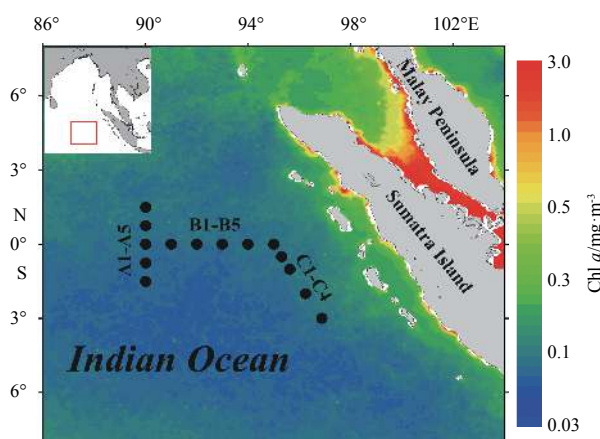 86° 90° 94° 98° 102°E
6°
3°
N
0°
S
3°
6°
Malay Peninsula
Sumatra Island
A1-A5
B1-B5
C1-C4
Indian Ocean
3.0
1.0
0.5
0.3
0.1
0.03
Chl a/mg·m⁻³